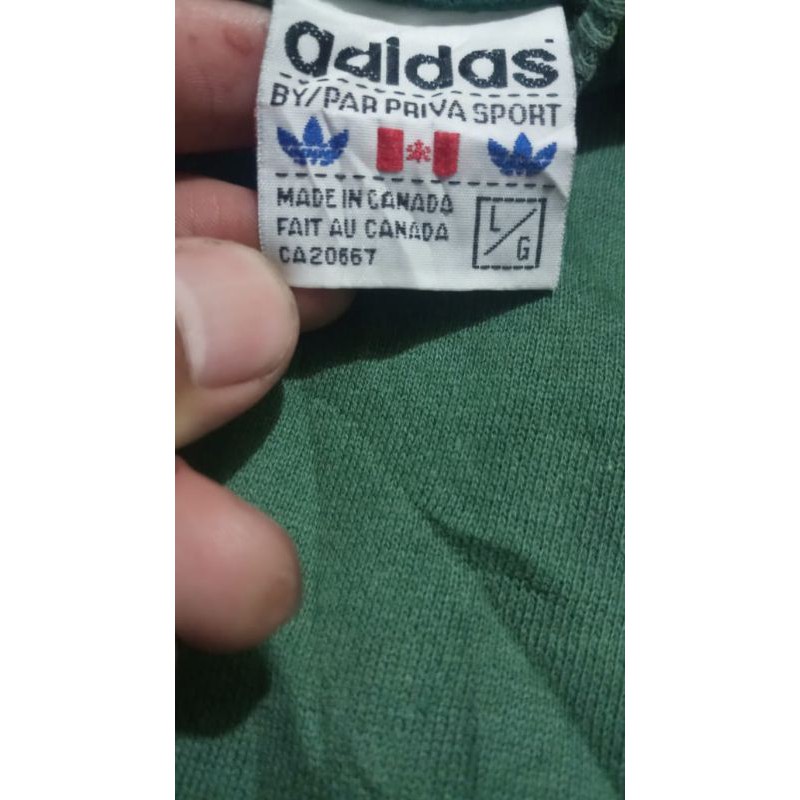 adidas
BY/PAR PRIVA SPORT
MADE IN CANADA
FAIT AU CANADA
CA20667
L/G